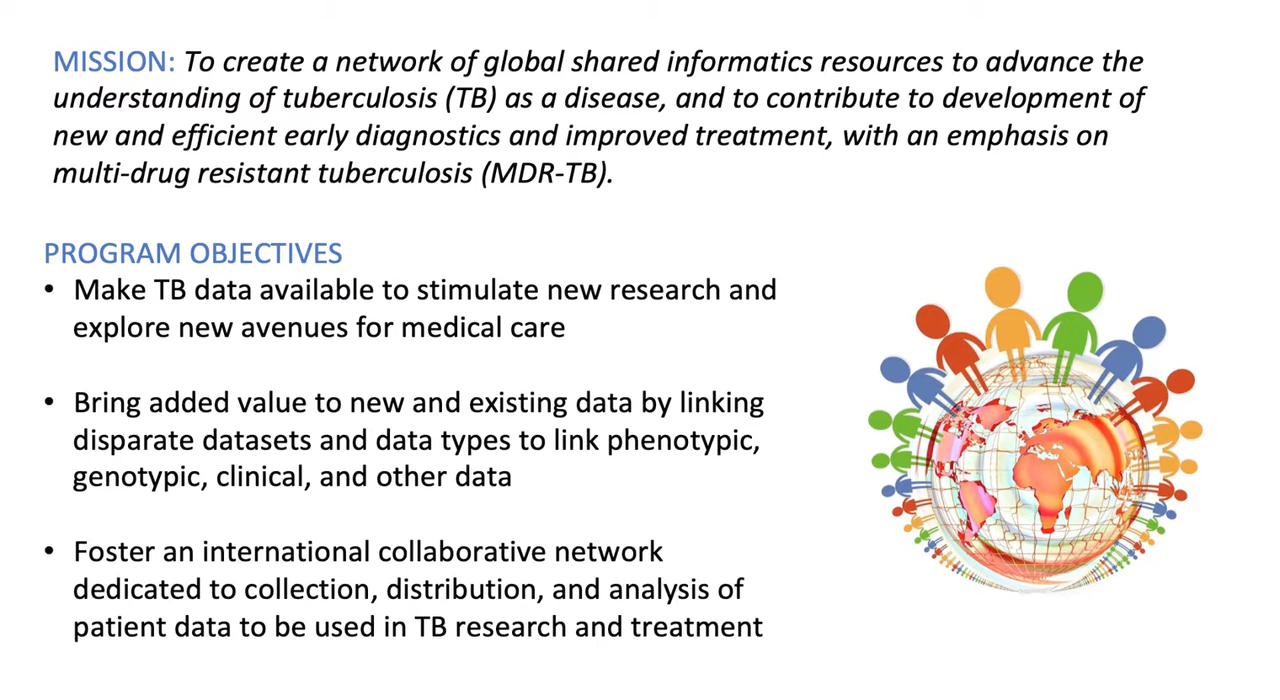 MISSION: To create a network of global shared informatics resources to advance the
understanding of tuberculosis (TB) as a disease, and to contribute to development of
new and efficient early diagnostics and improved treatment, with an emphasis on
multi-drug resistant tuberculosis (MDR-TB).
PROGRAM OBJECTIVES
• Make TB data available to stimulate new research and
explore new avenues for medical care
• Bring added value to new and existing data by linking
disparate datasets and data types to link phenotypic,
genotypic, clinical, and other data
• Foster an international collaborative network
dedicated to collection, distribution, and analysis of
patient data to be used in TB research and treatment